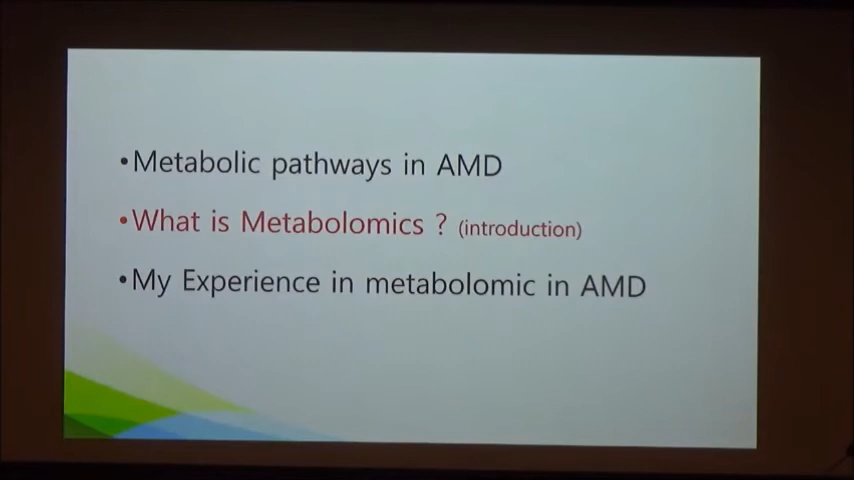 •Metabolic pathways in AMD
•What is Metabolomics ? (introduction)
•My Experience in metabolomic in AMD